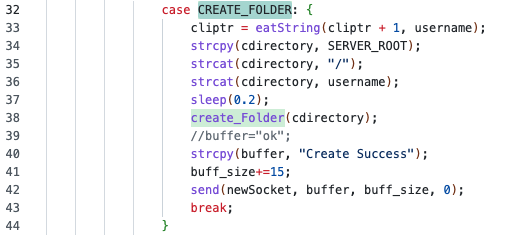 32 case CREATE_FOLDER: {
33 cliptr = eatString(cliptr + 1, username);
34 strcpy(cdirectory, SERVER_ROOT);
35 strcat(cdirectory, "/");
36 strcat(cdirectory, username);
37 sleep(0.2);
38 create_Folder(cdirectory);
39 //buffer="ok";
40 strcpy(buffer, "Create Success");
41 buff_size+=15;
42 send(newSocket, buffer, buff_size, 0);
43 break;
44 }